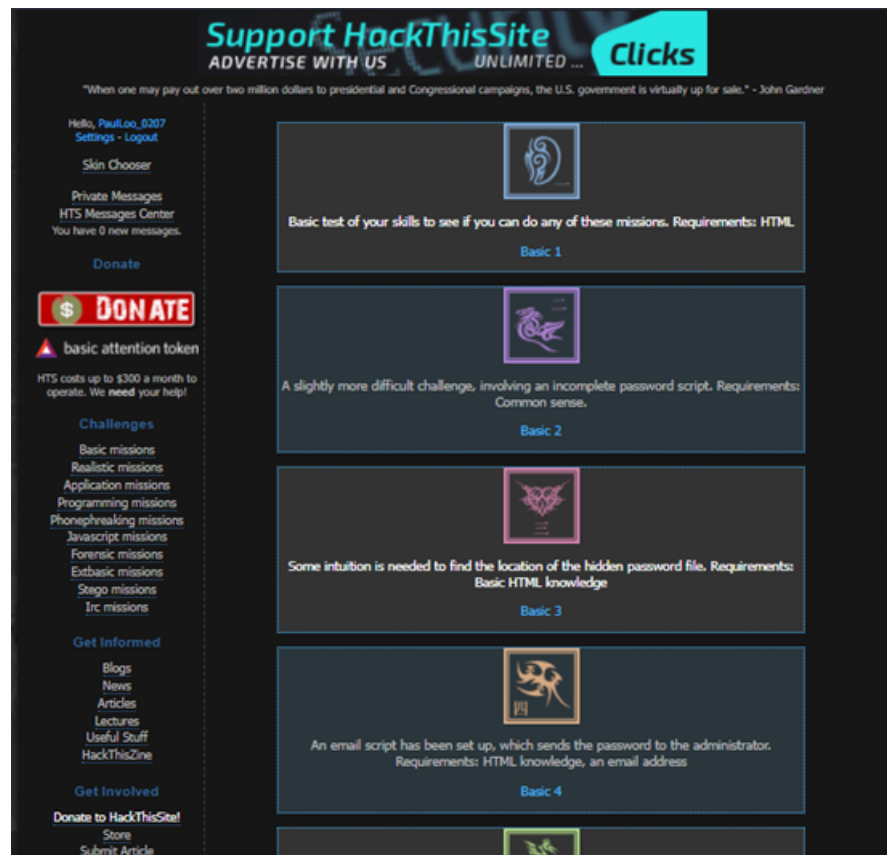 Support HackThisSite
ADVERTISE WITH US UNLIMITED ... Clicks
"When one may pay out over two million dollars to presidential and Congressional campaigns, the U.S. government is virtually up for sale." - John Gardner
Hello, PaulLoo_0207
Settings - Logout
Skin Chooser
Private Messages
HTS Messages Center
You have 0 new messages.
Donate
$ DONATE
basic attention token
HTS costs up to $300 a month to
operate. We need your help!
Challenges
Basic missions
Realistic missions
Application missions
Programming missions
Phonephreaking missions
Javascript missions
Forensic missions
Extbasic missions
Stego missions
Irc missions
Get Informed
Blogs
News
Articles
Lectures
Useful Stuff
HackThisZine
Get Involved
Donate to HackThisSite!
Store
Submit Article
一
Basic test of your skills to see if you can do any of these missions. Requirements: HTML
Basic 1
二
A slightly more difficult challenge, involving an incomplete password script. Requirements:
Common sense.
Basic 2
三
Some intuition is needed to find the location of the hidden password file. Requirements:
Basic HTML knowledge
Basic 3
四
An email script has been set up, which sends the password to the administrator.
Requirements: HTML knowledge, an email address
Basic 4